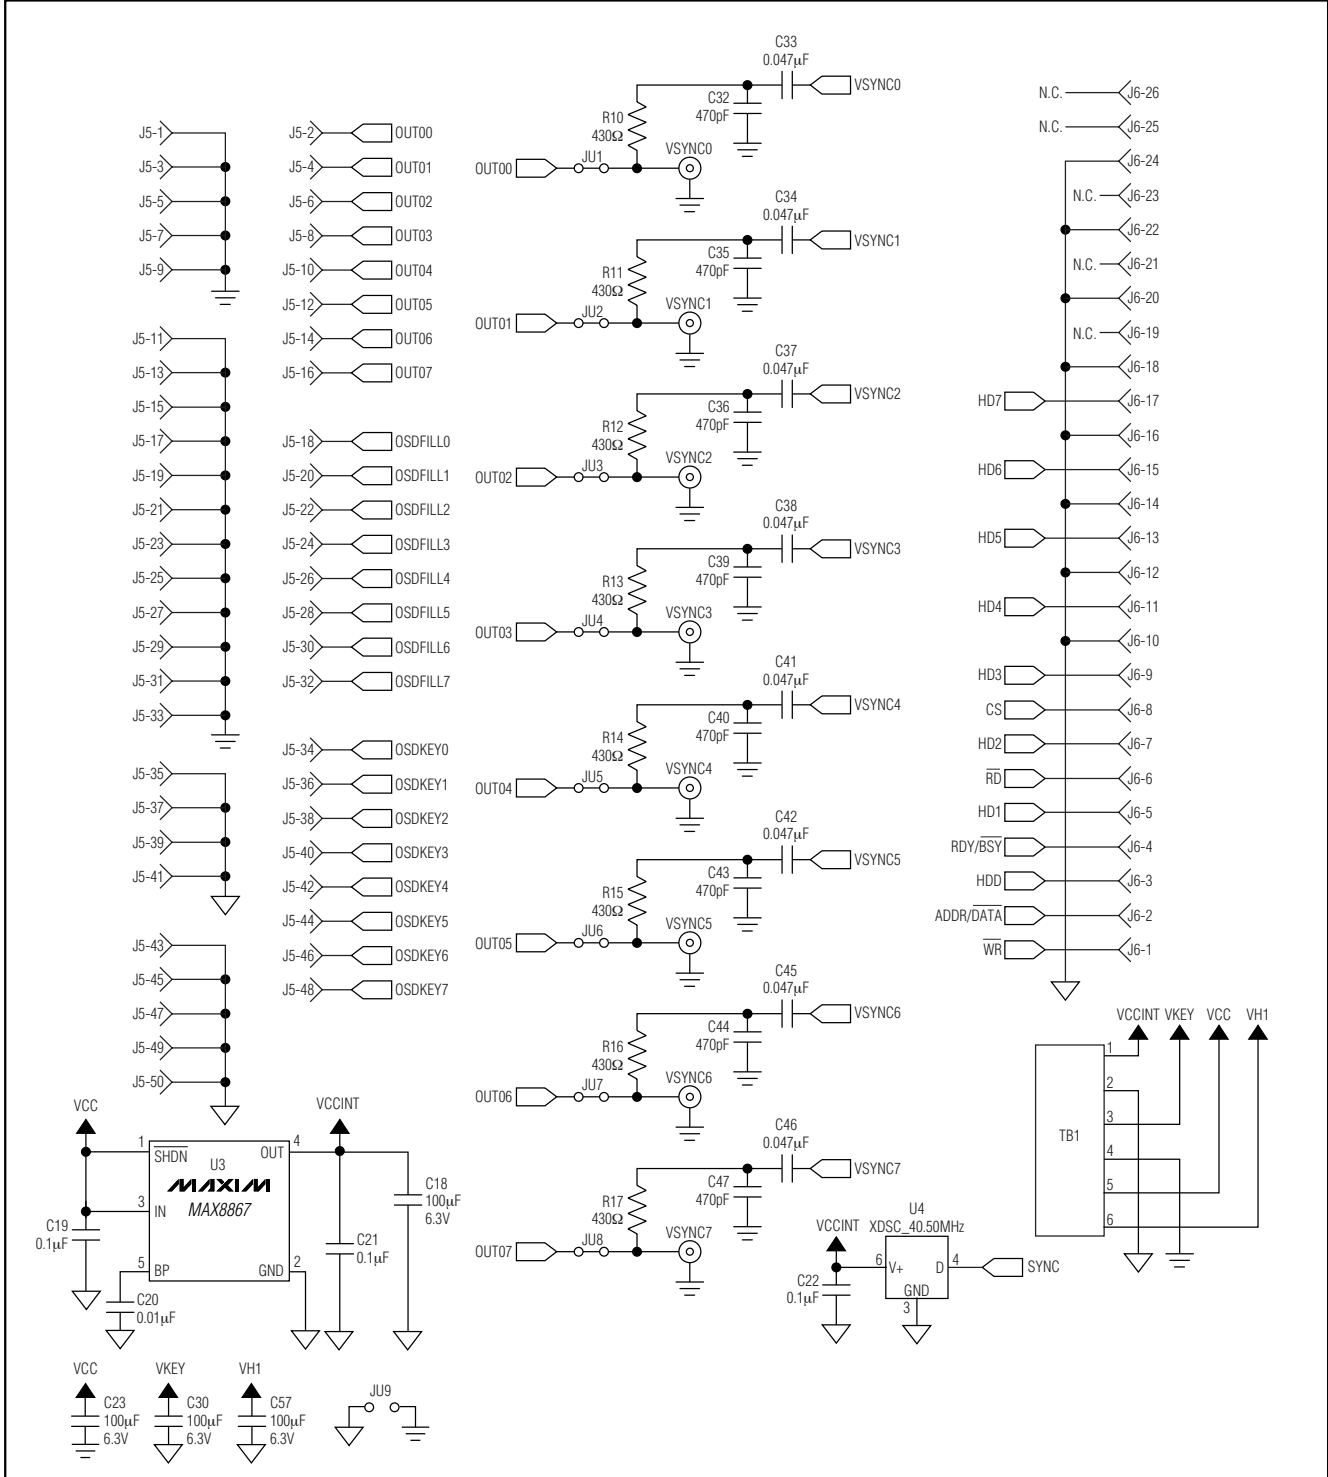 J5-1
J5-3
J5-5
J5-7
J5-9
J5-11
J5-13
J5-15
J5-17
J5-19
J5-21
J5-23
J5-25
J5-27
J5-29
J5-31
J5-33
J5-35
J5-37
J5-39
J5-41
J5-43
J5-45
J5-47
J5-49
J5-50
J5-2 OUT00
J5-4 OUT01
J5-6 OUT02
J5-8 OUT03
J5-10 OUT04
J5-12 OUT05
J5-14 OUT06
J5-16 OUT07
J5-18 OSDFILL0
J5-20 OSDFILL1
J5-22 OSDFILL2
J5-24 OSDFILL3
J5-26 OSDFILL4
J5-28 OSDFILL5
J5-30 OSDFILL6
J5-32 OSDFILL7
J5-34 OSDKEY0
J5-36 OSDKEY1
J5-38 OSDKEY2
J5-40 OSDKEY3
J5-42 OSDKEY4
J5-44 OSDKEY5
J5-46 OSDKEY6
J5-48 OSDKEY7
C33
0.047µF
VSYNC0
C32
470pF
R10
430Ω
VSYNC0
OUT00
JU1
C34
0.047µF
VSYNC1
C35
470pF
R11
430Ω
VSYNC1
OUT01
JU2
C37
0.047µF
VSYNC2
C36
470pF
R12
430Ω
VSYNC2
OUT02
JU3
C38
0.047µF
VSYNC3
C39
470pF
R13
430Ω
VSYNC3
OUT03
JU4
C41
0.047µF
VSYNC4
C40
470pF
R14
430Ω
VSYNC4
OUT04
JU5
C42
0.047µF
VSYNC5
C43
470pF
R15
430Ω
VSYNC5
OUT05
JU6
C45
0.047µF
VSYNC6
C44
470pF
R16
430Ω
VSYNC6
OUT06
JU7
C46
0.047µF
VSYNC7
C47
470pF
R17
430Ω
VSYNC7
OUT07
JU8
N.C. J6-26
N.C. J6-25
J6-24
N.C. J6-23
J6-22
N.C. J6-21
J6-20
N.C. J6-19
J6-18
HD7 J6-17
J6-16
HD6 J6-15
J6-14
HD5 J6-13
J6-12
HD4 J6-11
J6-10
HD3 J6-9
CS J6-8
HD2 J6-7
R̅D̅ J6-6
HD1 J6-5
RDY/B̅S̅Y̅ J6-4
HDD J6-3
ADDR/D̅A̅T̅A̅ J6-2
W̅R̅ J6-1
VCCINT VKEY VCC VH1
1
2
3
4
5
6
TB1
VCC
VCCINT
1
S̅H̅D̅N̅
OUT
4
U3
MAXIM
MAX8867
3
IN
5
BP
GND
2
C19
0.1µF
C20
0.01µF
C21
0.1µF
C18
100µF
6.3V
U4
XDSC_40.50MHz
VCCINT
6
V+
D
4
SYNC
GND
3
C22
0.1µF
VCC
C23
100µF
6.3V
VKEY
C30
100µF
6.3V
VH1
C57
100µF
6.3V
JU9